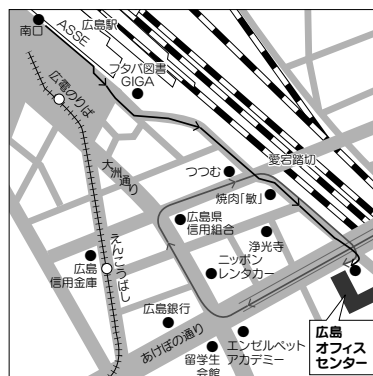 広島駅
ASSE
南口
フタバ図書
GIGA
広電のりば
大洲通り
愛宕踏切
つつむ
焼肉「敏」
広島県
信用組合
浄光寺
えんこうばし
広島
信用金庫
ニッポン
レンタカー
広島銀行
あけぼの通り
エンゼルペット
アカデミー
留学生
会館
広島
オフィス
センター